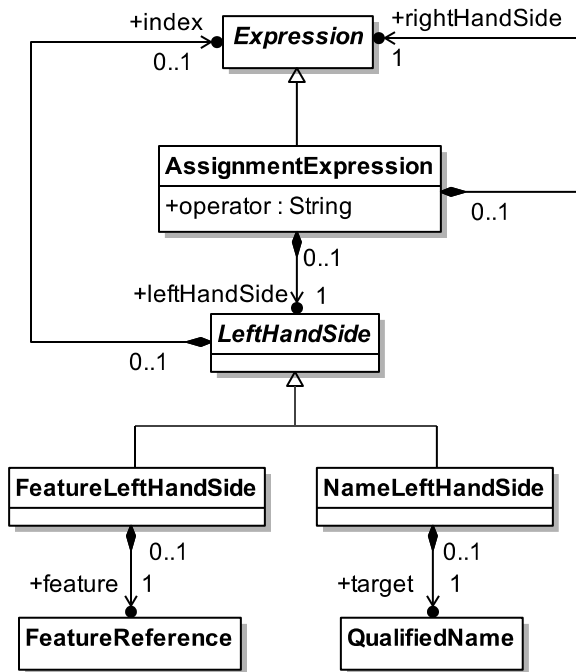 +index
Expression
+rightHandSide
0..1
1
AssignmentExpression
+operator : String
0..1
0..1
+leftHandSide
1
LeftHandSide
0..1
FeatureLeftHandSide
NameLeftHandSide
0..1
0..1
+feature
1
+target
1
FeatureReference
QualifiedName